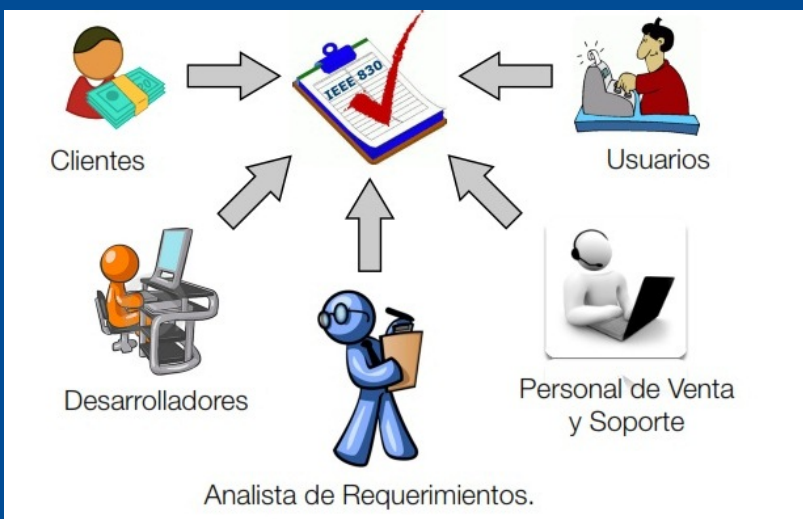 IEEE 830
Clientes
Usuarios
Desarrolladores
Personal de Venta
y Soporte
Analista de Requerimientos.